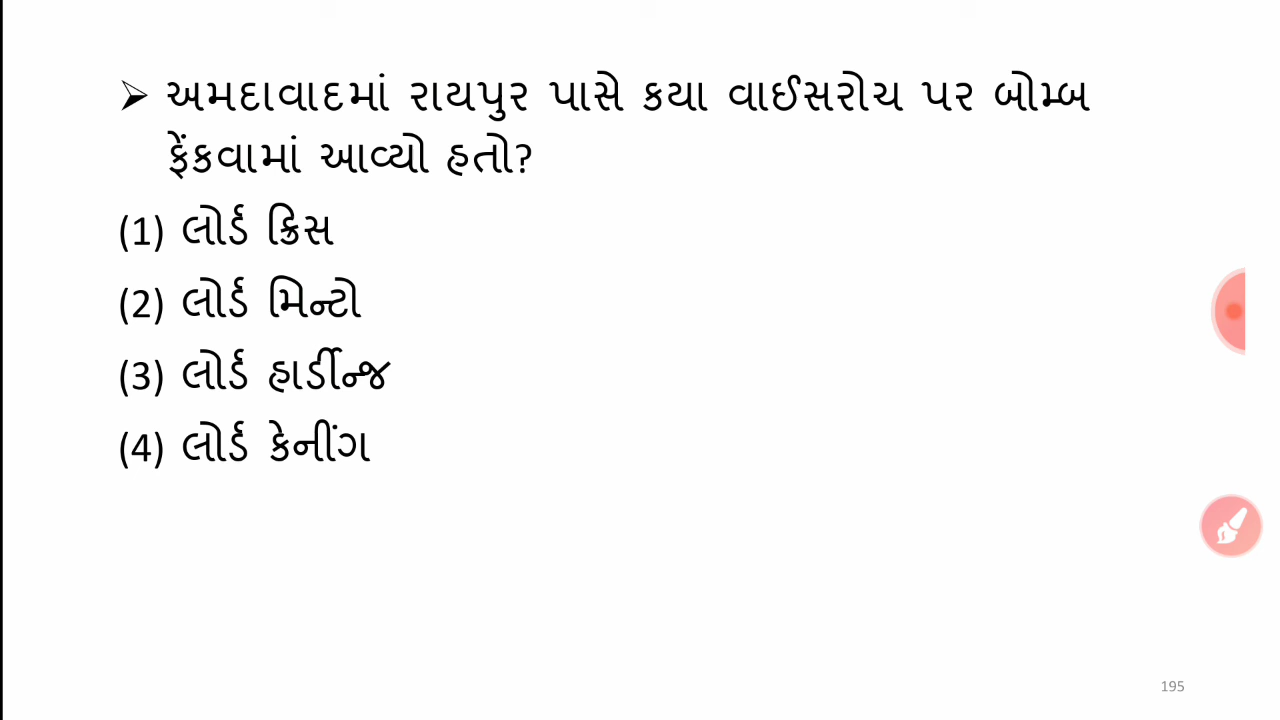 ➢ અમદાવાદમાં રાયપુર પાસે કયા વાઈસરોય પર બોમ્બ
ફેંકવામાં આવ્યો હતો?
(1) લોર્ડ ક્રિસ
(2) લોર્ડ મિન્ટો
(3) લોર્ડ હાર્ડીન્જ
(4) લોર્ડ કેનીંગ
195